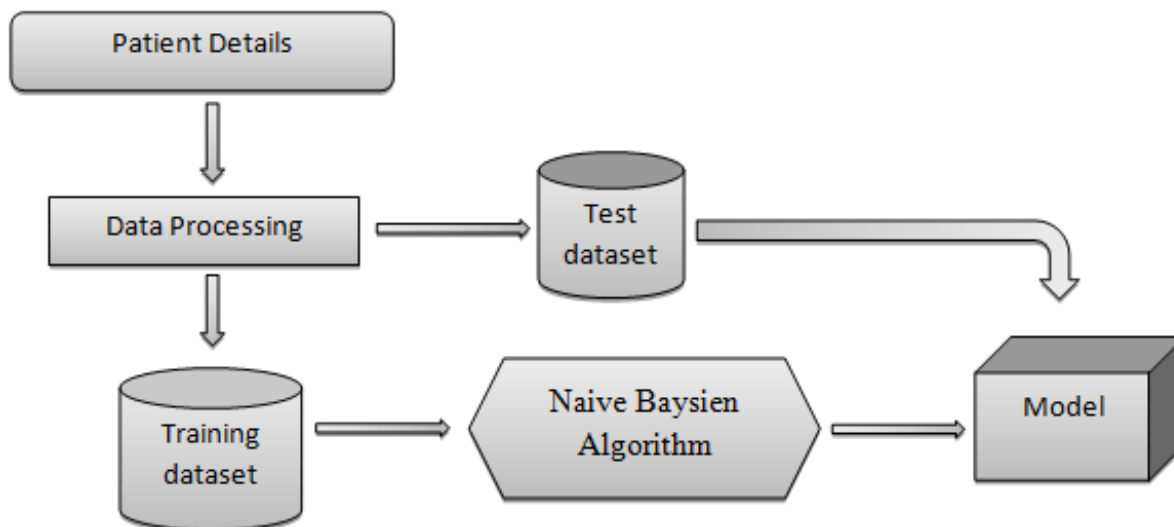 Patient Details
Data Processing
Test
dataset
Training
dataset
Naive Baysien
Algorithm
Model